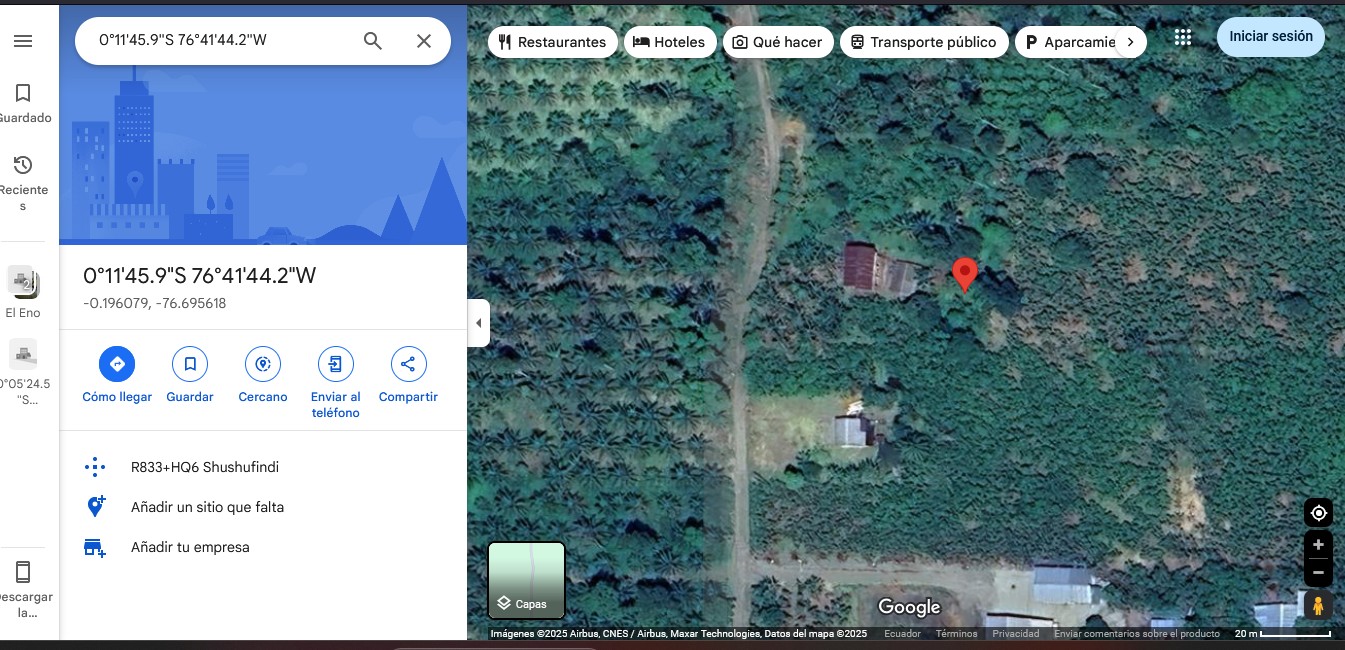 0°11'45.9"S 76°41'44.2"W
Restaurantes
Hoteles
Qué hacer
Transporte público
Aparcamie
Iniciar sesión
Guardado
Reciente
s
2
El Eno
0°05'24.5
"S...
escargar
la...
0°11'45.9"S 76°41'44.2"W
-0.196079, -76.695618
Cómo llegar
Guardar
Cercano
Enviar al
teléfono
Compartir
R833+HQ6 Shushufindi
Añadir un sitio que falta
Añadir tu empresa
Capas
Google
Imágenes ©2025 Airbus, CNES / Airbus, Maxar Technologies, Datos del mapa ©2025
Ecuador
Términos
Privacidad
Enviar comentarios sobre el producto
20 m